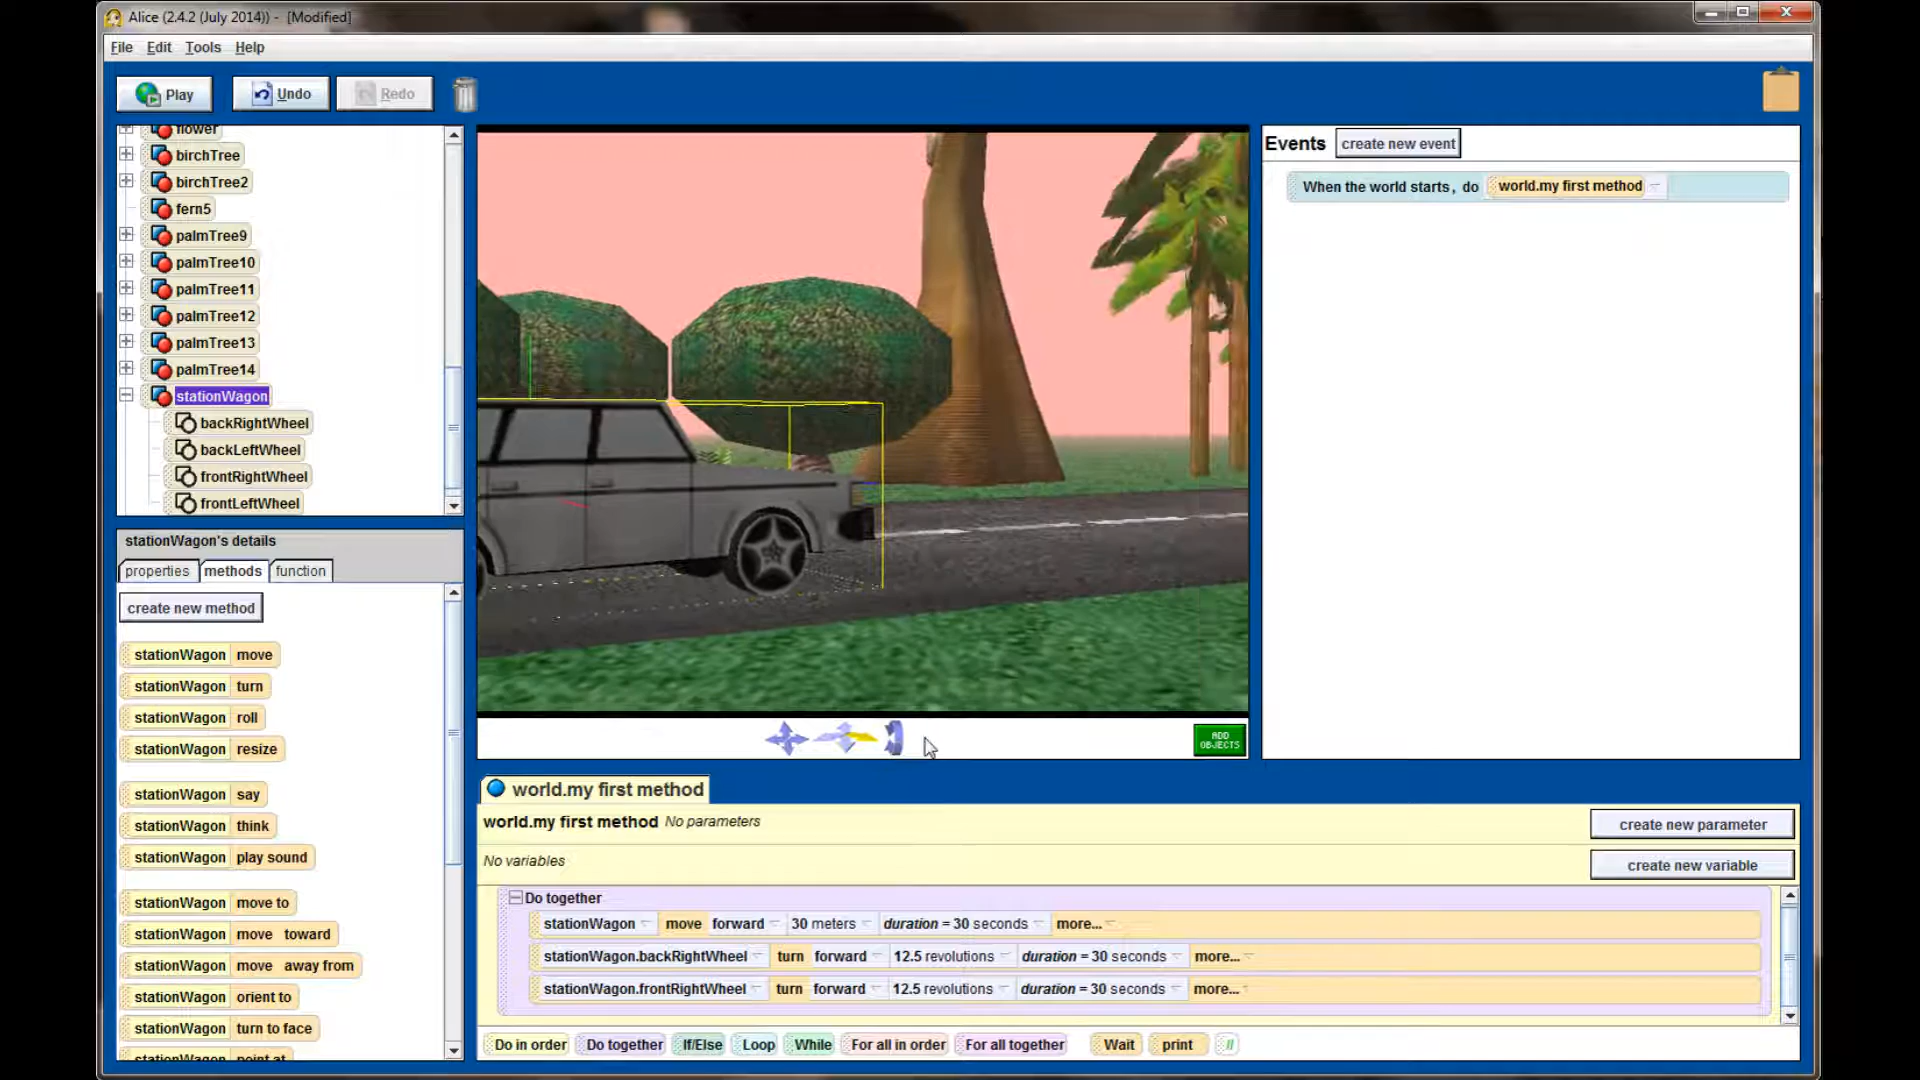 Alice (2.4.2 (July 2014)) - [Modified]
File Edit Tools Help
Play Undo Redo
flower
birchTree
birchTree2
fern5
palmTree9
palmTree10
palmTree11
palmTree12
palmTree13
palmTree14
stationWagon
backRightWheel
backLeftWheel
frontRightWheel
frontLeftWheel
stationWagon's details
properties methods function
create new method
stationWagon move
stationWagon turn
stationWagon roll
stationWagon resize
stationWagon say
stationWagon think
stationWagon play sound
stationWagon move to
stationWagon move toward
stationWagon move away from
stationWagon orient to
stationWagon turn to face
stationWagon point at
ADD
OBJECTS
Events create new event
When the world starts, do world.my first method
world.my first method
world.my first method No parameters
create new parameter
No variables
create new variable
Do together
stationWagon move forward 30 meters duration = 30 seconds more...
stationWagon.backRightWheel turn forward 12.5 revolutions duration = 30 seconds more...
stationWagon.frontRightWheel turn forward 12.5 revolutions duration = 30 seconds more...
Do in order Do together If/Else Loop While For all in order For all together Wait print //